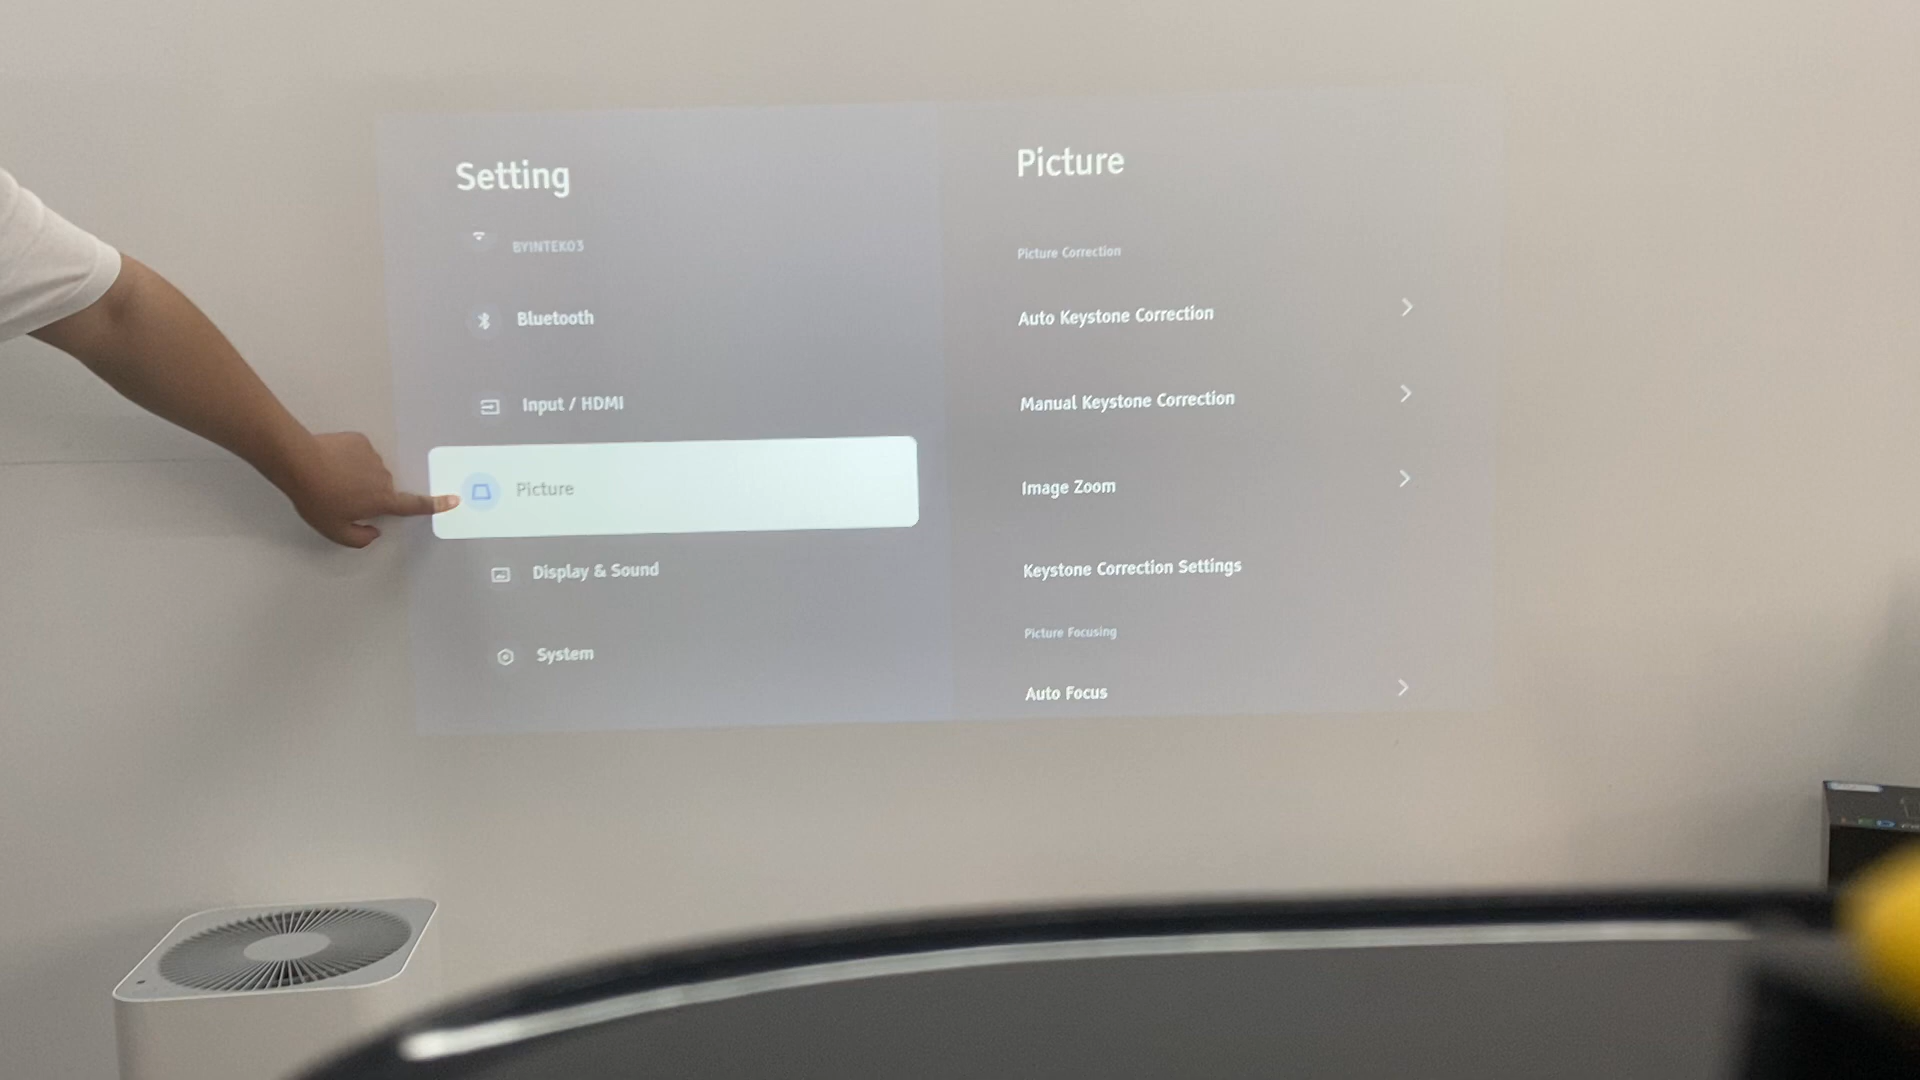 Setting
BYINTEK03
Bluetooth
Input / HDMI
Picture
Display & Sound
System
Picture
Picture Correction
Auto Keystone Correction
Manual Keystone Correction
Image Zoom
Keystone Correction Settings
Picture Focusing
Auto Focus
LED